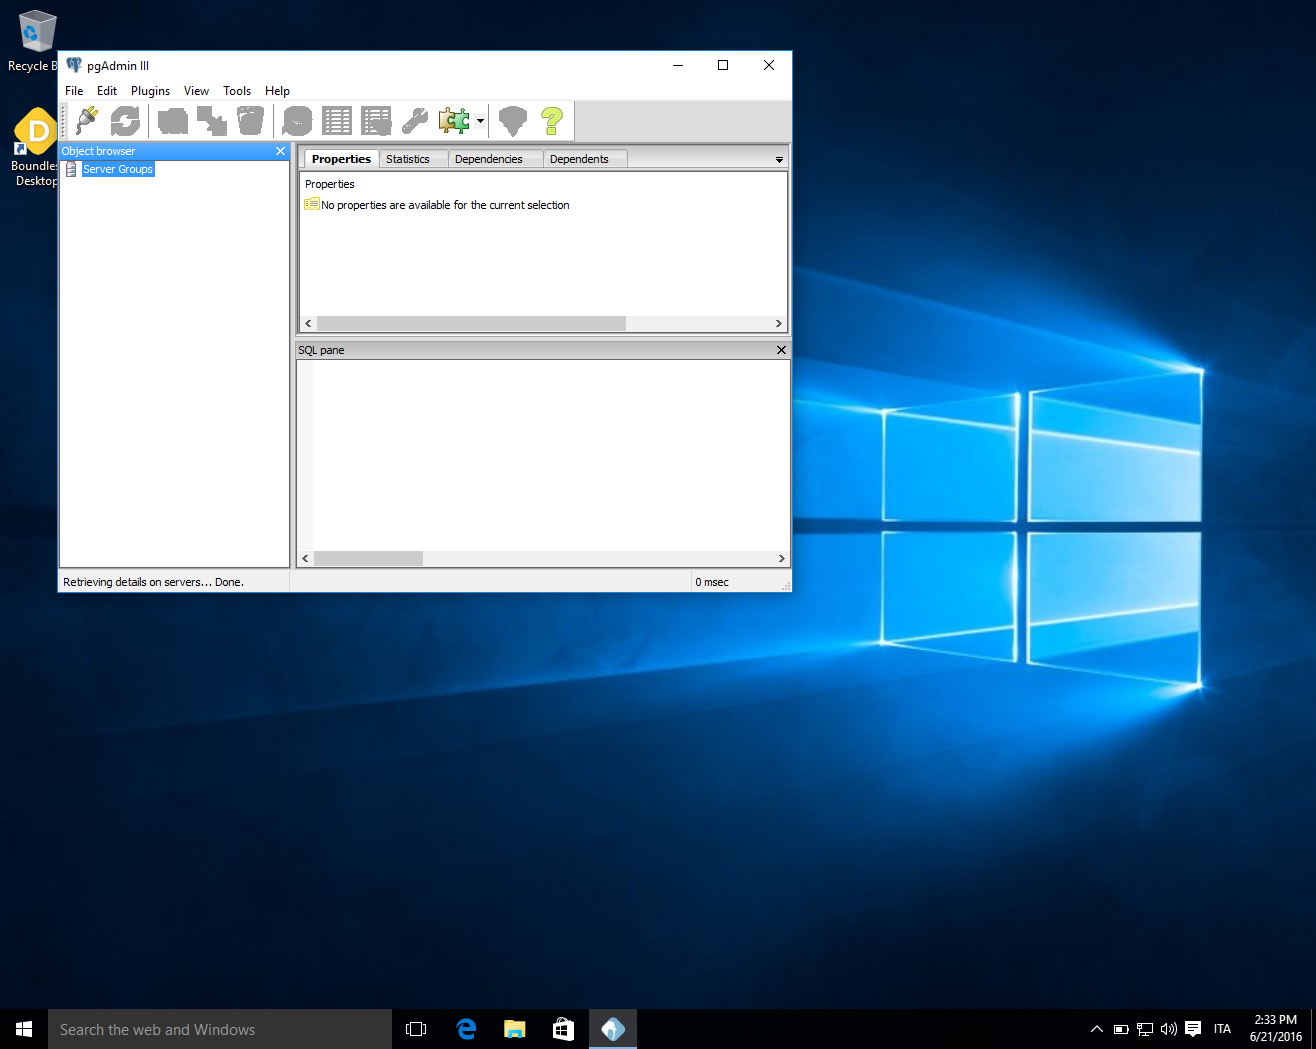 Recycle B
pgAdmin III
File Edit Plugins View Tools Help
Object browser
Server Groups
Properties Statistics Dependencies Dependents
Properties
No properties are available for the current selection
SQL pane
Retrieving details on servers... Done.
0 msec
D
Boundles
Desktop
Search the web and Windows
ITA
2:33 PM
6/21/2016